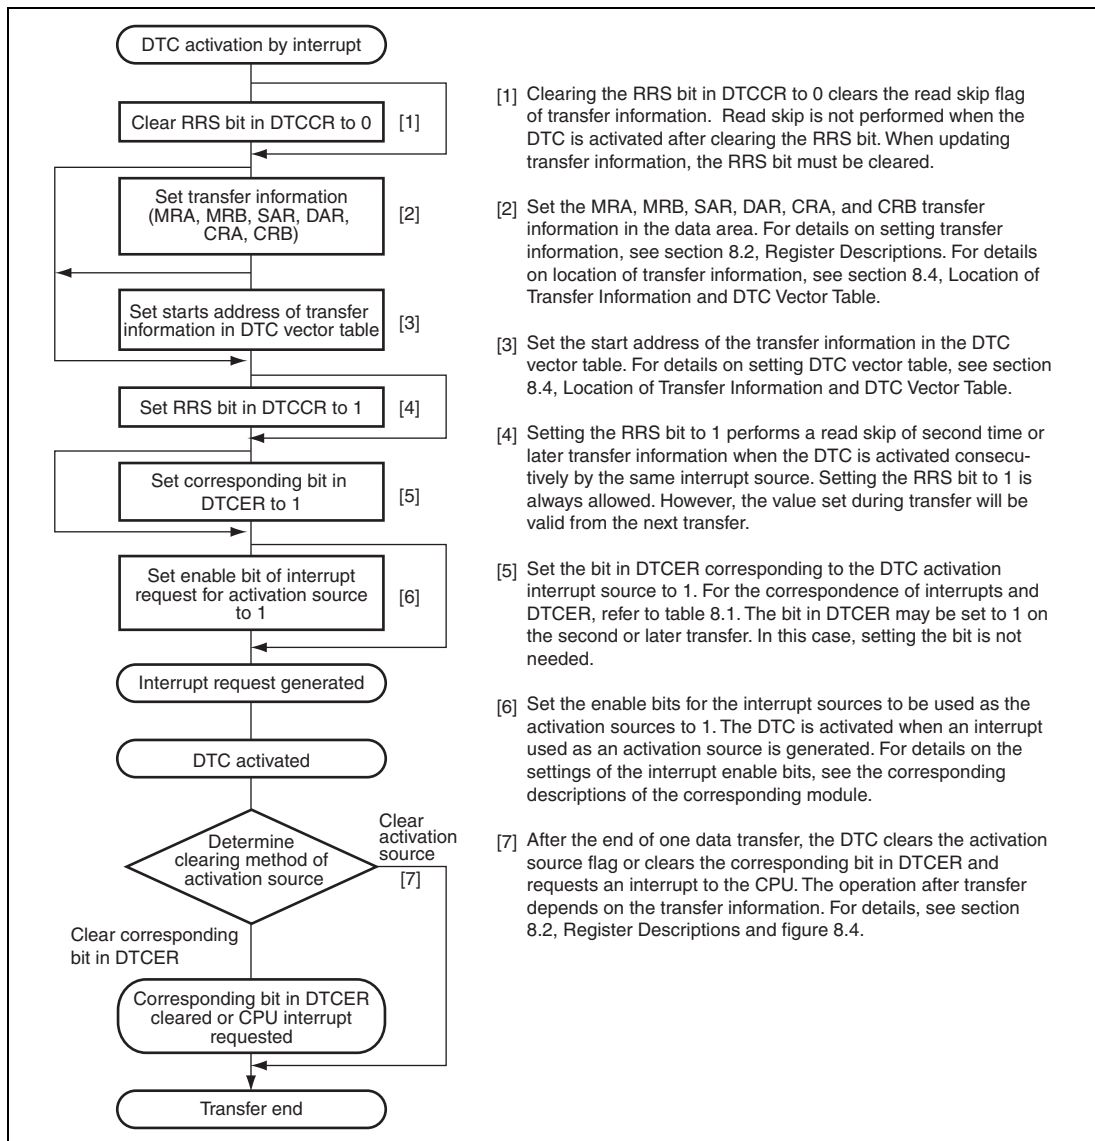 DTC activation by interrupt
Clear RRS bit in DTCCR to 0
[1]
Set transfer information
(MRA, MRB, SAR, DAR,
CRA, CRB)
[2]
Set starts address of transfer
information in DTC vector table
[3]
Set RRS bit in DTCCR to 1
[4]
Set corresponding bit in
DTCER to 1
[5]
Set enable bit of interrupt
request for activation source
to 1
[6]
Interrupt request generated
DTC activated
Determine
clearing method of
activation source
Clear
activation
source
[7]
Clear corresponding
bit in DTCER
Corresponding bit in DTCER
cleared or CPU interrupt
requested
Transfer end
[1] Clearing the RRS bit in DTCCR to 0 clears the read skip flag
of transfer information. Read skip is not performed when the
DTC is activated after clearing the RRS bit. When updating
transfer information, the RRS bit must be cleared.
[2] Set the MRA, MRB, SAR, DAR, CRA, and CRB transfer
information in the data area. For details on setting transfer
information, see section 8.2, Register Descriptions. For details
on location of transfer information, see section 8.4, Location of
Transfer Information and DTC Vector Table.
[3] Set the start address of the transfer information in the DTC
vector table. For details on setting DTC vector table, see section
8.4, Location of Transfer Information and DTC Vector Table.
[4] Setting the RRS bit to 1 performs a read skip of second time or
later transfer information when the DTC is activated consecu-
tively by the same interrupt source. Setting the RRS bit to 1 is
always allowed. However, the value set during transfer will be
valid from the next transfer.
[5] Set the bit in DTCER corresponding to the DTC activation
interrupt source to 1. For the correspondence of interrupts and
DTCER, refer to table 8.1. The bit in DTCER may be set to 1 on
the second or later transfer. In this case, setting the bit is not
needed.
[6] Set the enable bits for the interrupt sources to be used as the
activation sources to 1. The DTC is activated when an interrupt
used as an activation source is generated. For details on the
settings of the interrupt enable bits, see the corresponding
descriptions of the corresponding module.
[7] After the end of one data transfer, the DTC clears the activation
source flag or clears the corresponding bit in DTCER and
requests an interrupt to the CPU. The operation after transfer
depends on the transfer information. For details, see section
8.2, Register Descriptions and figure 8.4.